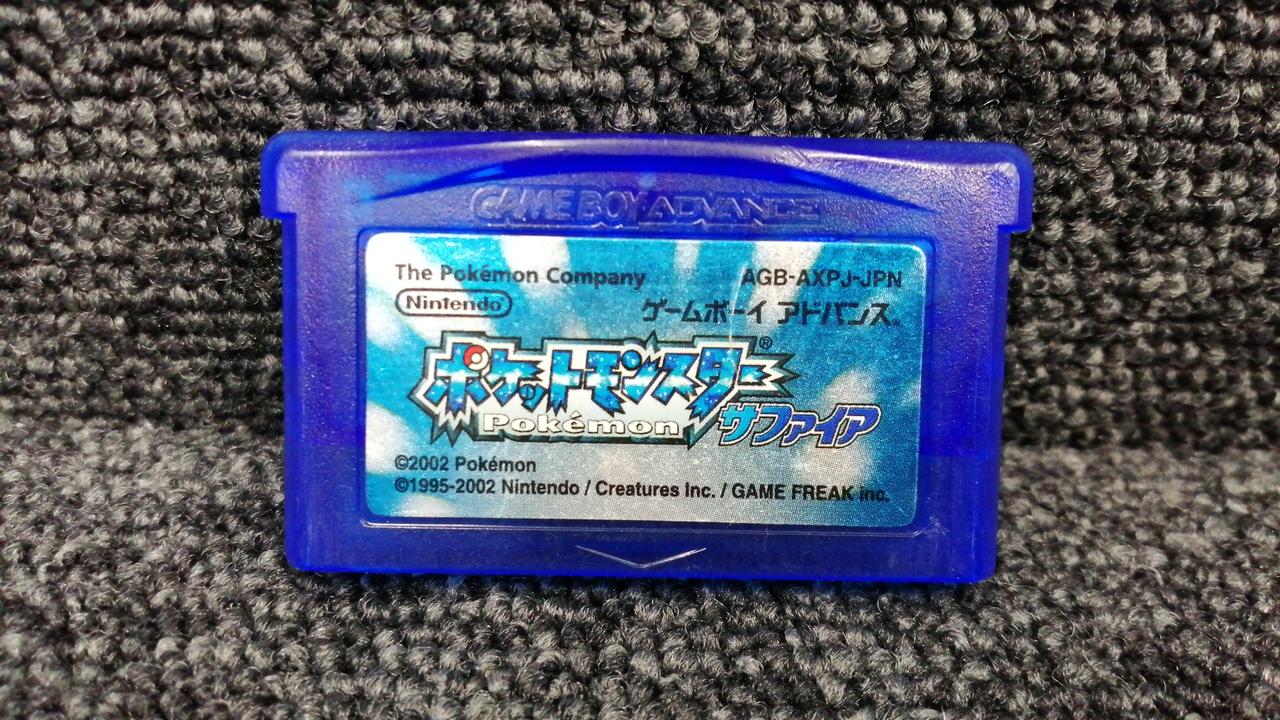 GAME BOY ADVANCE
The Pokémon Company AGB-AXPJ-JPN
Nintendo ゲームボーイ アドバンス®
ポケットモンスター®
Pokémon サファイア
©2002 Pokémon
©1995-2002 Nintendo / Creatures Inc. / GAME FREAK inc.